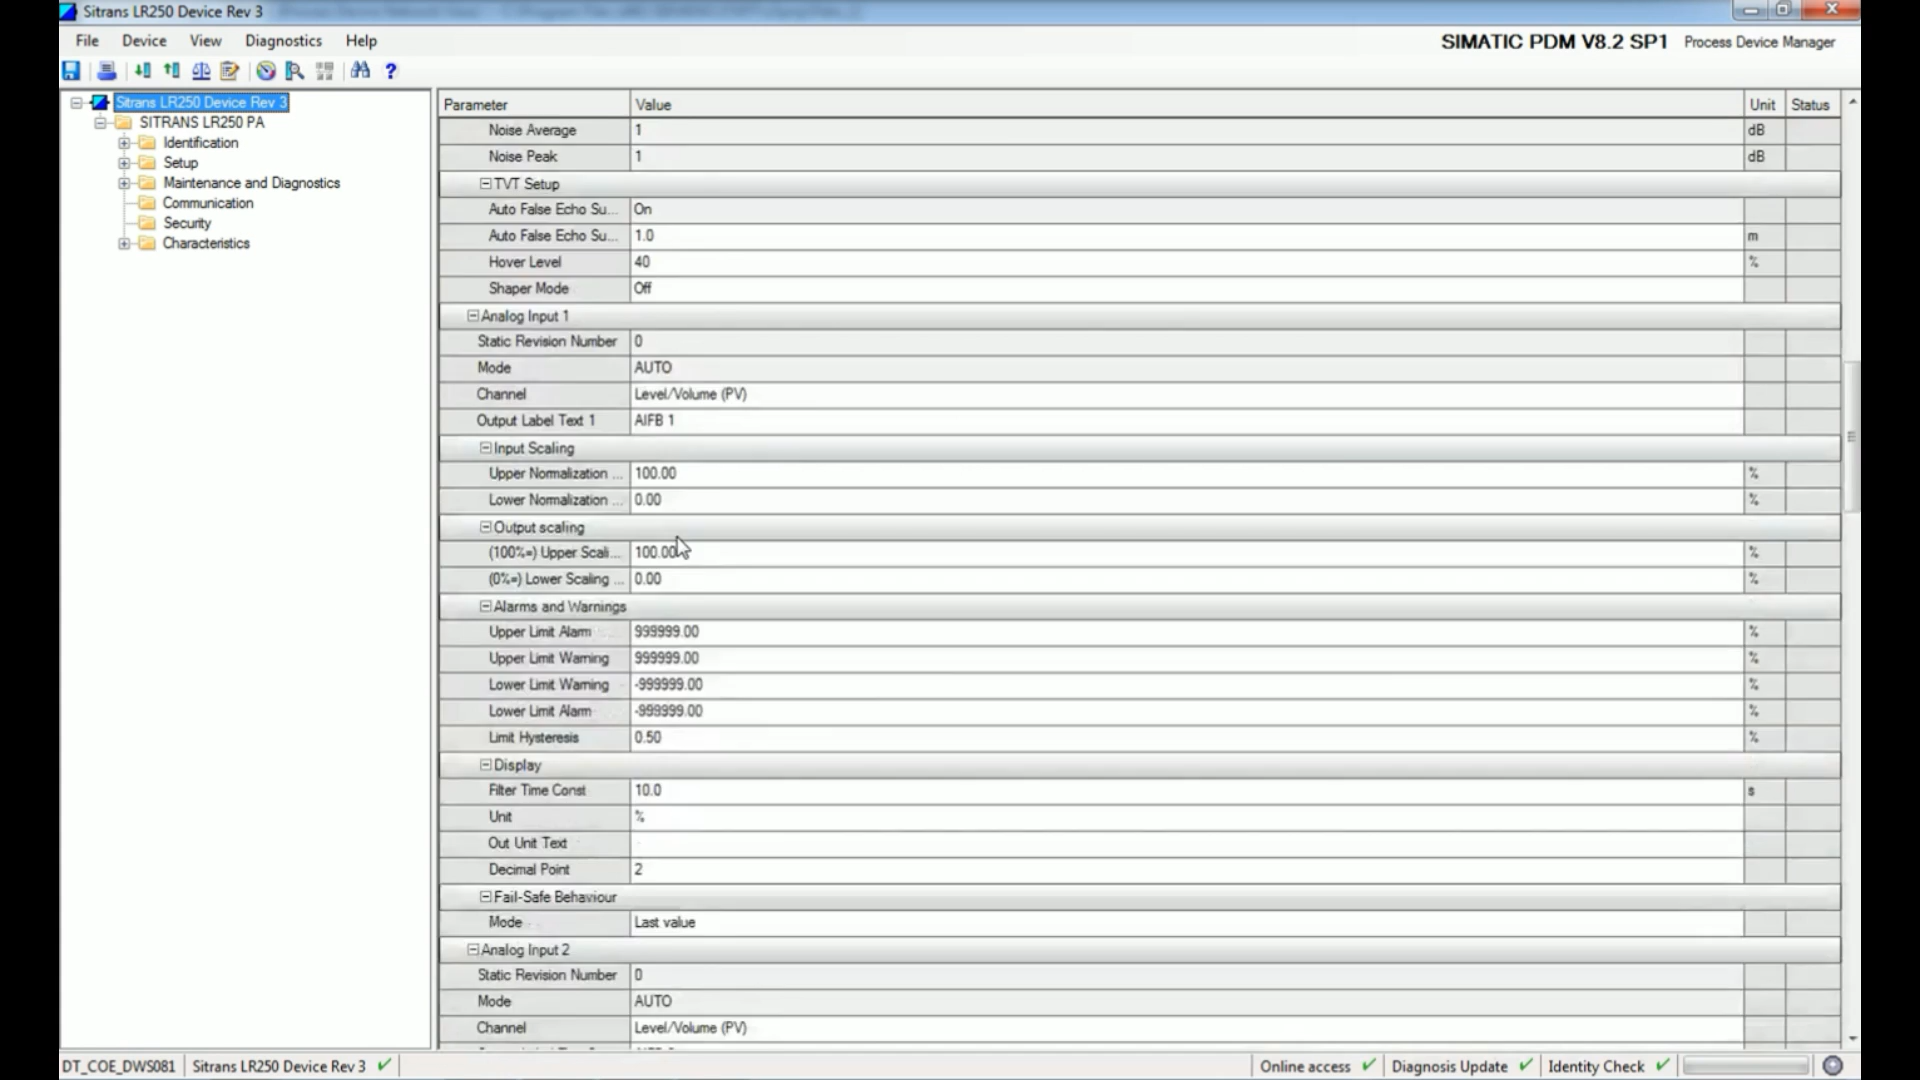 Sitrans LR250 Device Rev 3
File Device View Diagnostics Help
SIMATIC PDM V8.2 SP1 Process Device Manager
Sitrans LR250 Device Rev 3
SITRANS LR250 PA
Identification
Setup
Maintenance and Diagnostics
Communication
Security
Characteristics
Parameter Value Unit Status
Noise Average 1 dB
Noise Peak 1 dB
TVT Setup
Auto False Echo Su... On
Auto False Echo Su... 1.0 m
Hover Level 40 %
Shaper Mode Off
Analog Input 1
Static Revision Number 0
Mode AUTO
Channel Level/Volume (PV)
Output Label Text 1 AIFB 1
Input Scaling
Upper Normalization ... 100.00 %
Lower Normalization ... 0.00 %
Output scaling
(100%=) Upper Scali... 100.00 %
(0%=) Lower Scaling ... 0.00 %
Alarms and Warnings
Upper Limit Alarm 999999.00 %
Upper Limit Warning 999999.00 %
Lower Limit Warning -999999.00 %
Lower Limit Alarm -999999.00 %
Limit Hysteresis 0.50 %
Display
Filter Time Const 10.0 s
Unit %
Out Unit Text
Decimal Point 2
Fail-Safe Behaviour
Mode Last value
Analog Input 2
Static Revision Number 0
Mode AUTO
Channel Level/Volume (PV)
DT_COE_DWS081 Sitrans LR250 Device Rev 3 Online access Diagnosis Update Identity Check